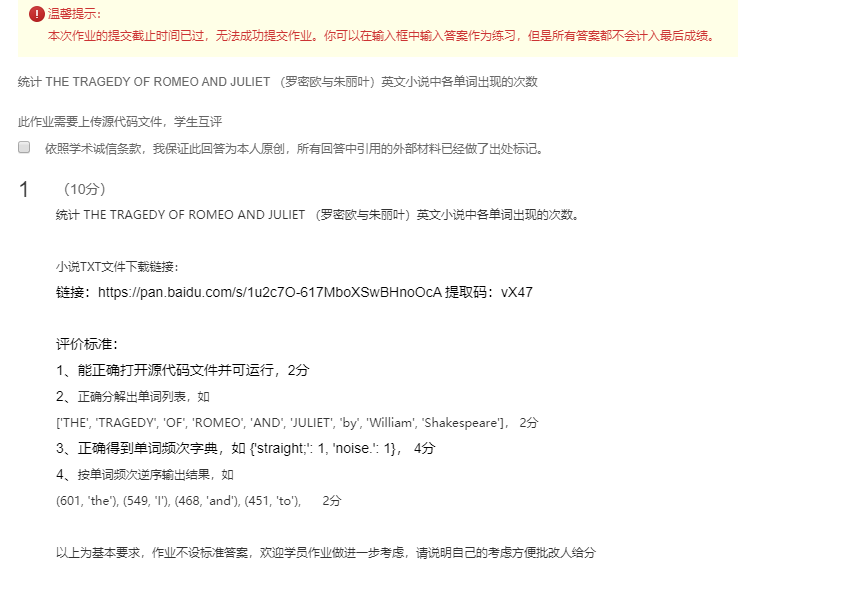 温馨提示：
本次作业的提交截止时间已过，无法成功提交作业。你可以在输入框中输入答案作为练习，但是所有答案都不会计入最后成绩。
统计 THE TRAGEDY OF ROMEO AND JULIET （罗密欧与朱丽叶）英文小说中各单词出现的次数
此作业需要上传源代码文件，学生互评
依照学术诚信条款，我保证此回答为本人原创，所有回答中引用的外部材料已经做了出处标记。
1 （10分）
统计 THE TRAGEDY OF ROMEO AND JULIET （罗密欧与朱丽叶）英文小说中各单词出现的次数。
小说TXT文件下载链接：
链接：https://pan.baidu.com/s/1u2c7O-617MboXSwBHnoOcA 提取码：vX47
评价标准：
1、能正确打开源代码文件并可运行，2分
2、正确分解出单词列表，如
['THE', 'TRAGEDY', 'OF', 'ROMEO', 'AND', 'JULIET', 'by', 'William', 'Shakespeare']， 2分
3、正确得到单词频次字典，如 {'straight;': 1, 'noise.': 1}， 4分
4、按单词频次逆序输出结果，如
(601, 'the'), (549, 'I'), (468, 'and'), (451, 'to')， 2分
以上为基本要求，作业不设标准答案，欢迎学员作业做进一步考虑，请说明自己的考虑方便批改人给分